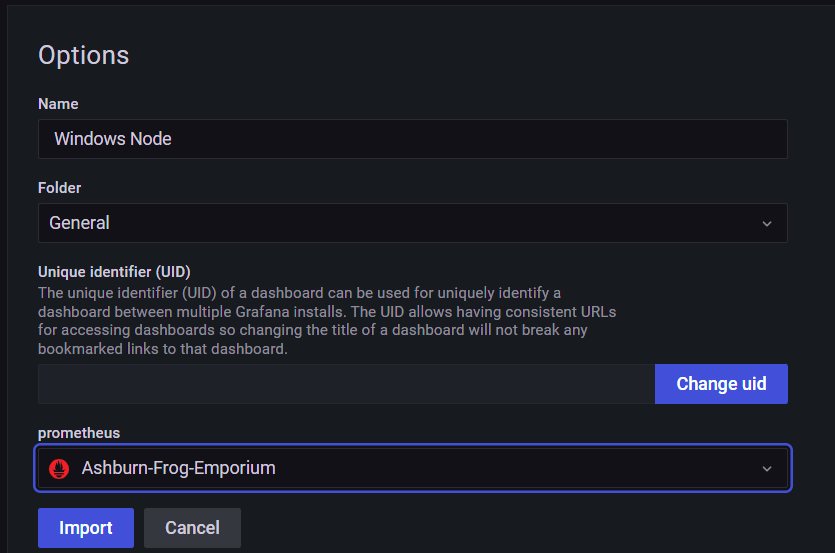 Options
Name
Windows Node
Folder
General
Unique identifier (UID)
The unique identifier (UID) of a dashboard can be used for uniquely identify a
dashboard between multiple Grafana installs. The UID allows having consistent URLs
for accessing dashboards so changing the title of a dashboard will not break any
bookmarked links to that dashboard.
Change uid
prometheus
Ashburn-Frog-Emporium
Import Cancel